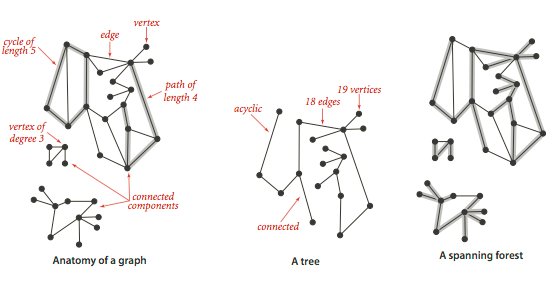 vertex
edge
cycle of
length 5
path of
length 4
vertex of
degree 3
connected
components
Anatomy of a graph
19 vertices
18 edges
acyclic
connected
A tree
A spanning forest